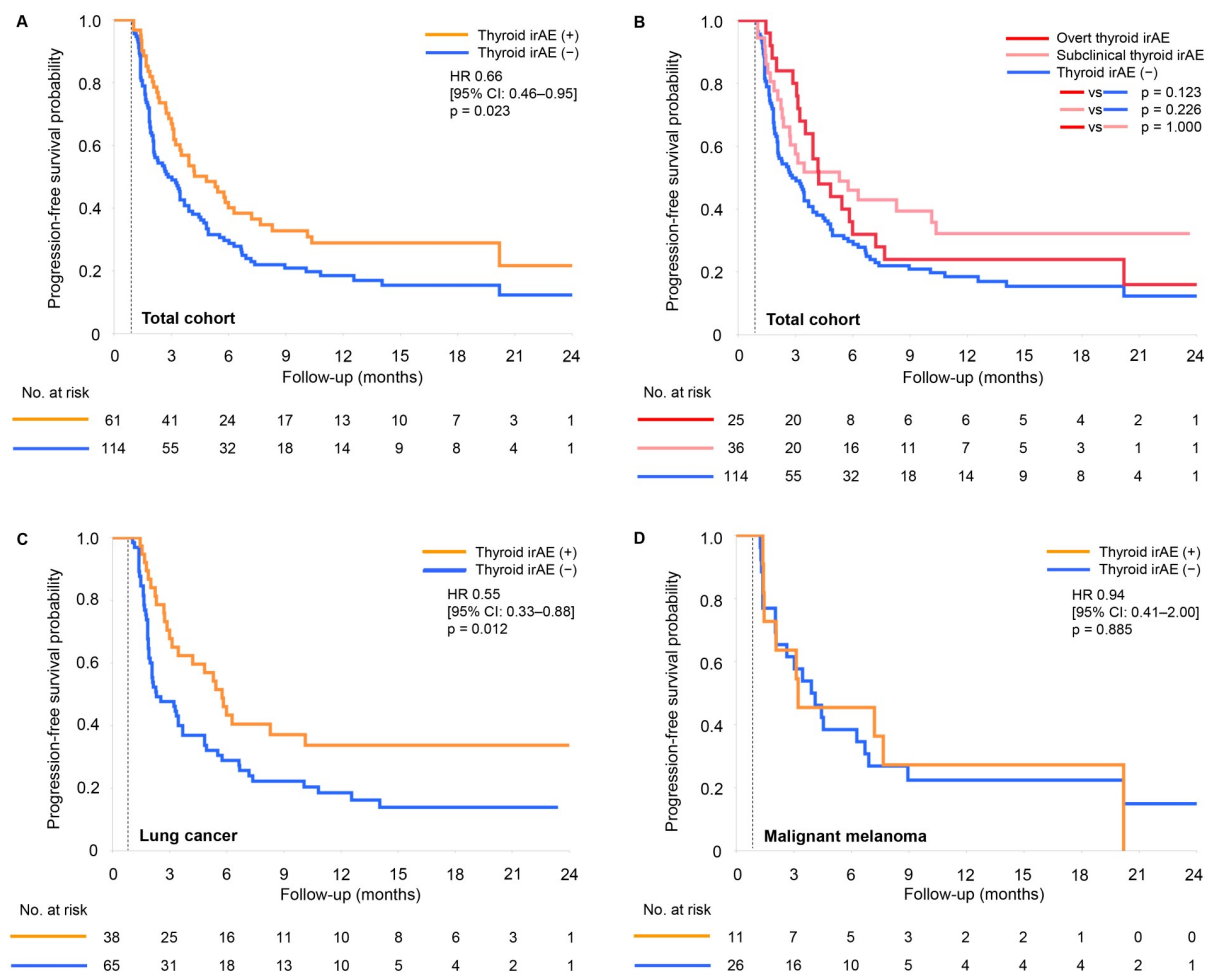 A
Progression-free survival probability
1.0
0.8
0.6
0.4
0.2
0
Thyroid irAE (+)
Thyroid irAE (−)
HR 0.66
[95% CI: 0.46–0.95]
p = 0.023
Total cohort
0 3 6 9 12 15 18 21 24
Follow-up (months)
No. at risk
61 41 24 17 13 10 7 3 1
114 55 32 18 14 9 8 4 1
B
Progression-free survival probability
1.0
0.8
0.6
0.4
0.2
0
Overt thyroid irAE
Subclinical thyroid irAE
Thyroid irAE (−)
vs p = 0.123
vs p = 0.226
vs p = 1.000
Total cohort
0 3 6 9 12 15 18 21 24
Follow-up (months)
No. at risk
25 20 8 6 6 5 4 2 1
36 20 16 11 7 5 3 1 1
114 55 32 18 14 9 8 4 1
C
Progression-free survival probability
1.0
0.8
0.6
0.4
0.2
0
Thyroid irAE (+)
Thyroid irAE (−)
HR 0.55
[95% CI: 0.33–0.88]
p = 0.012
Lung cancer
0 3 6 9 12 15 18 21 24
Follow-up (months)
No. at risk
38 25 16 11 10 8 6 3 1
65 31 18 13 10 5 4 2 1
D
Progression-free survival probability
1.0
0.8
0.6
0.4
0.2
0
Thyroid irAE (+)
Thyroid irAE (−)
HR 0.94
[95% CI: 0.41–2.00]
p = 0.885
Malignant melanoma
0 3 6 9 12 15 18 21 24
Follow-up (months)
No. at risk
11 7 5 3 2 2 1 0 0
26 16 10 5 4 4 4 2 1